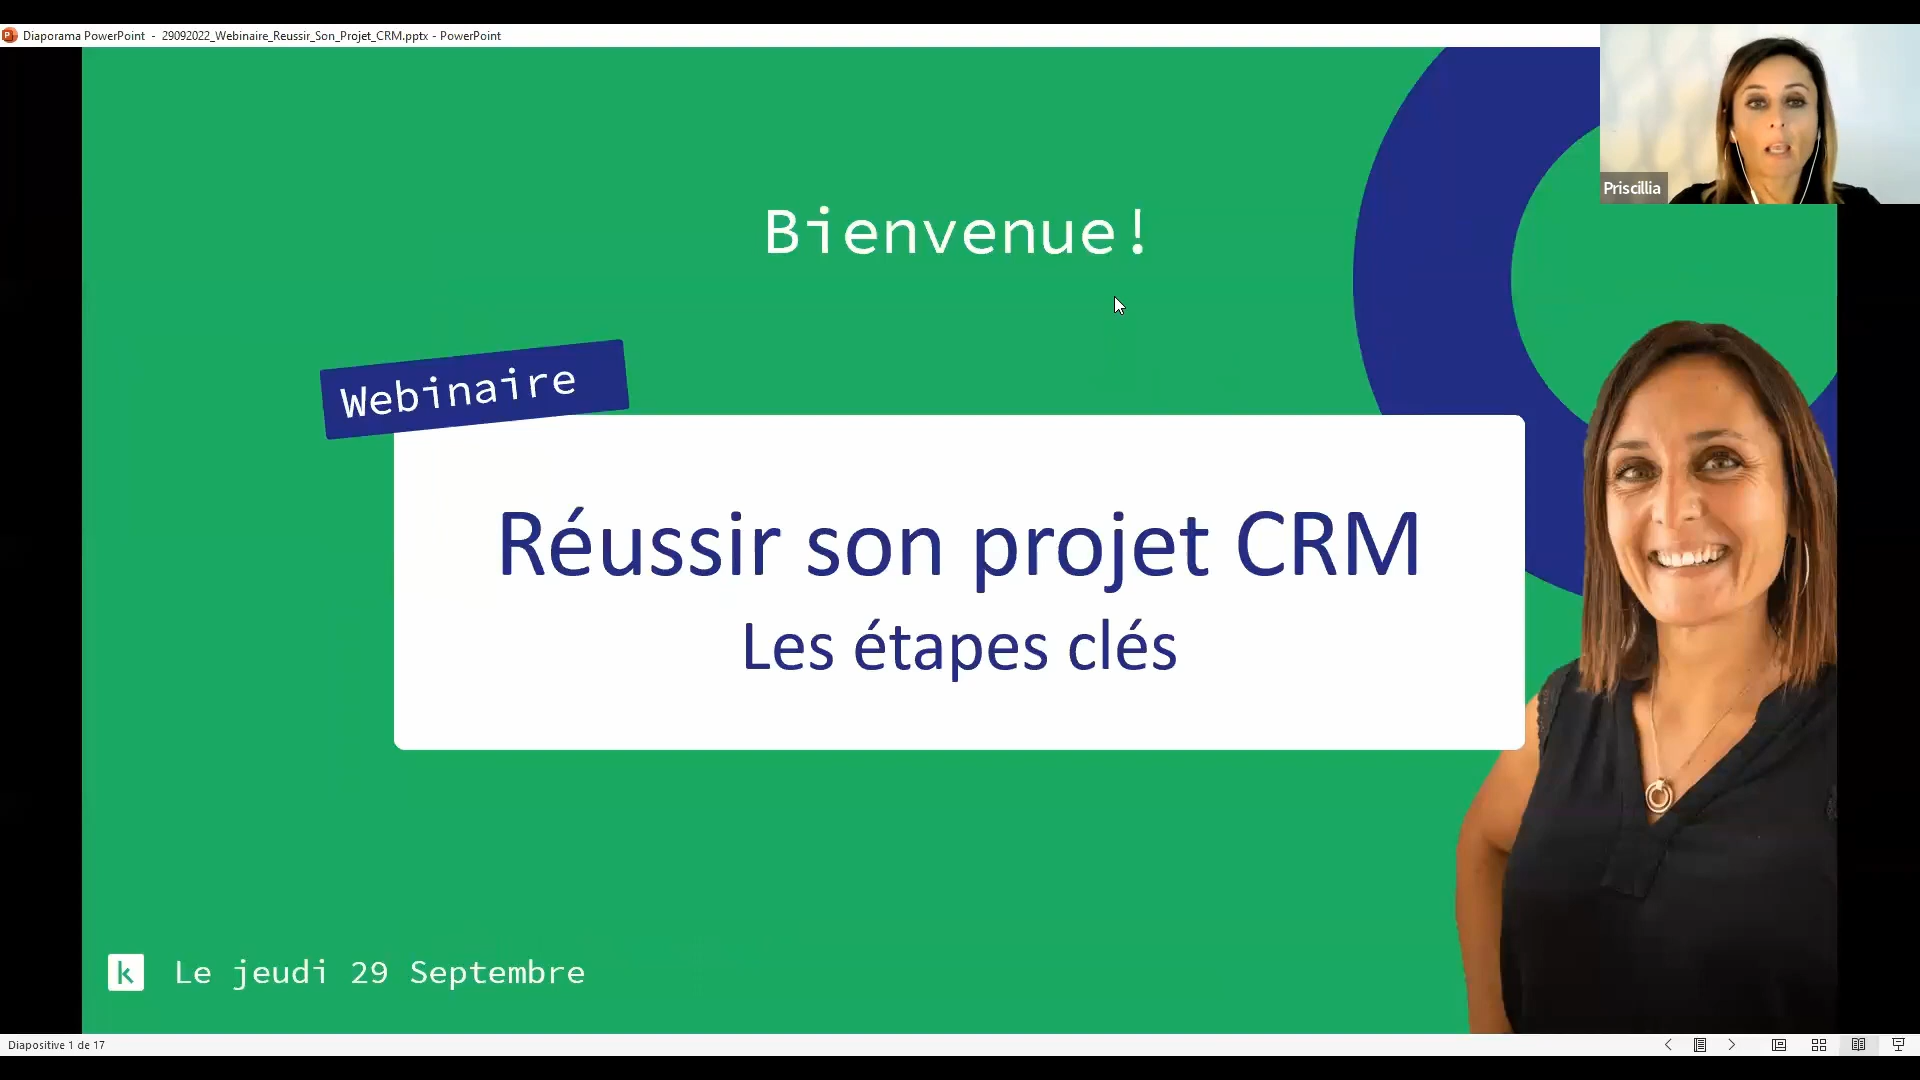 Diaporama PowerPoint - 29092022_Webinaire_Reussir_Son_Projet_CRM.pptx - PowerPoint
Priscillia
Bienvenue!
Webinaire
Réussir son projet CRM
Les étapes clés
k Le jeudi 29 Septembre
Diapositive 1 de 17